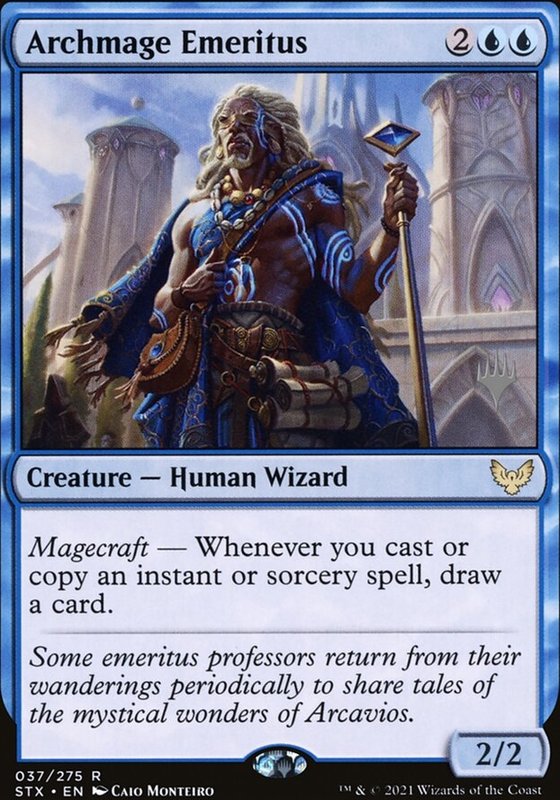 Archmage Emeritus 2
Creature — Human Wizard
Magecraft — Whenever you cast or
copy an instant or sorcery spell, draw
a card.
Some emeritus professors return from their
wanderings periodically to share tales of
the mystical wonders of Arcavios.
2/2
037/275 R
STX • EN Caio Monteiro
™ & © 2021 Wizards of the Coast